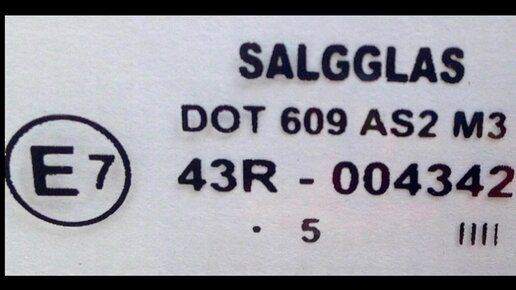 SALGGLAS
DOT 609 AS2 M3
E7 43R - 004342
. 5 IIII